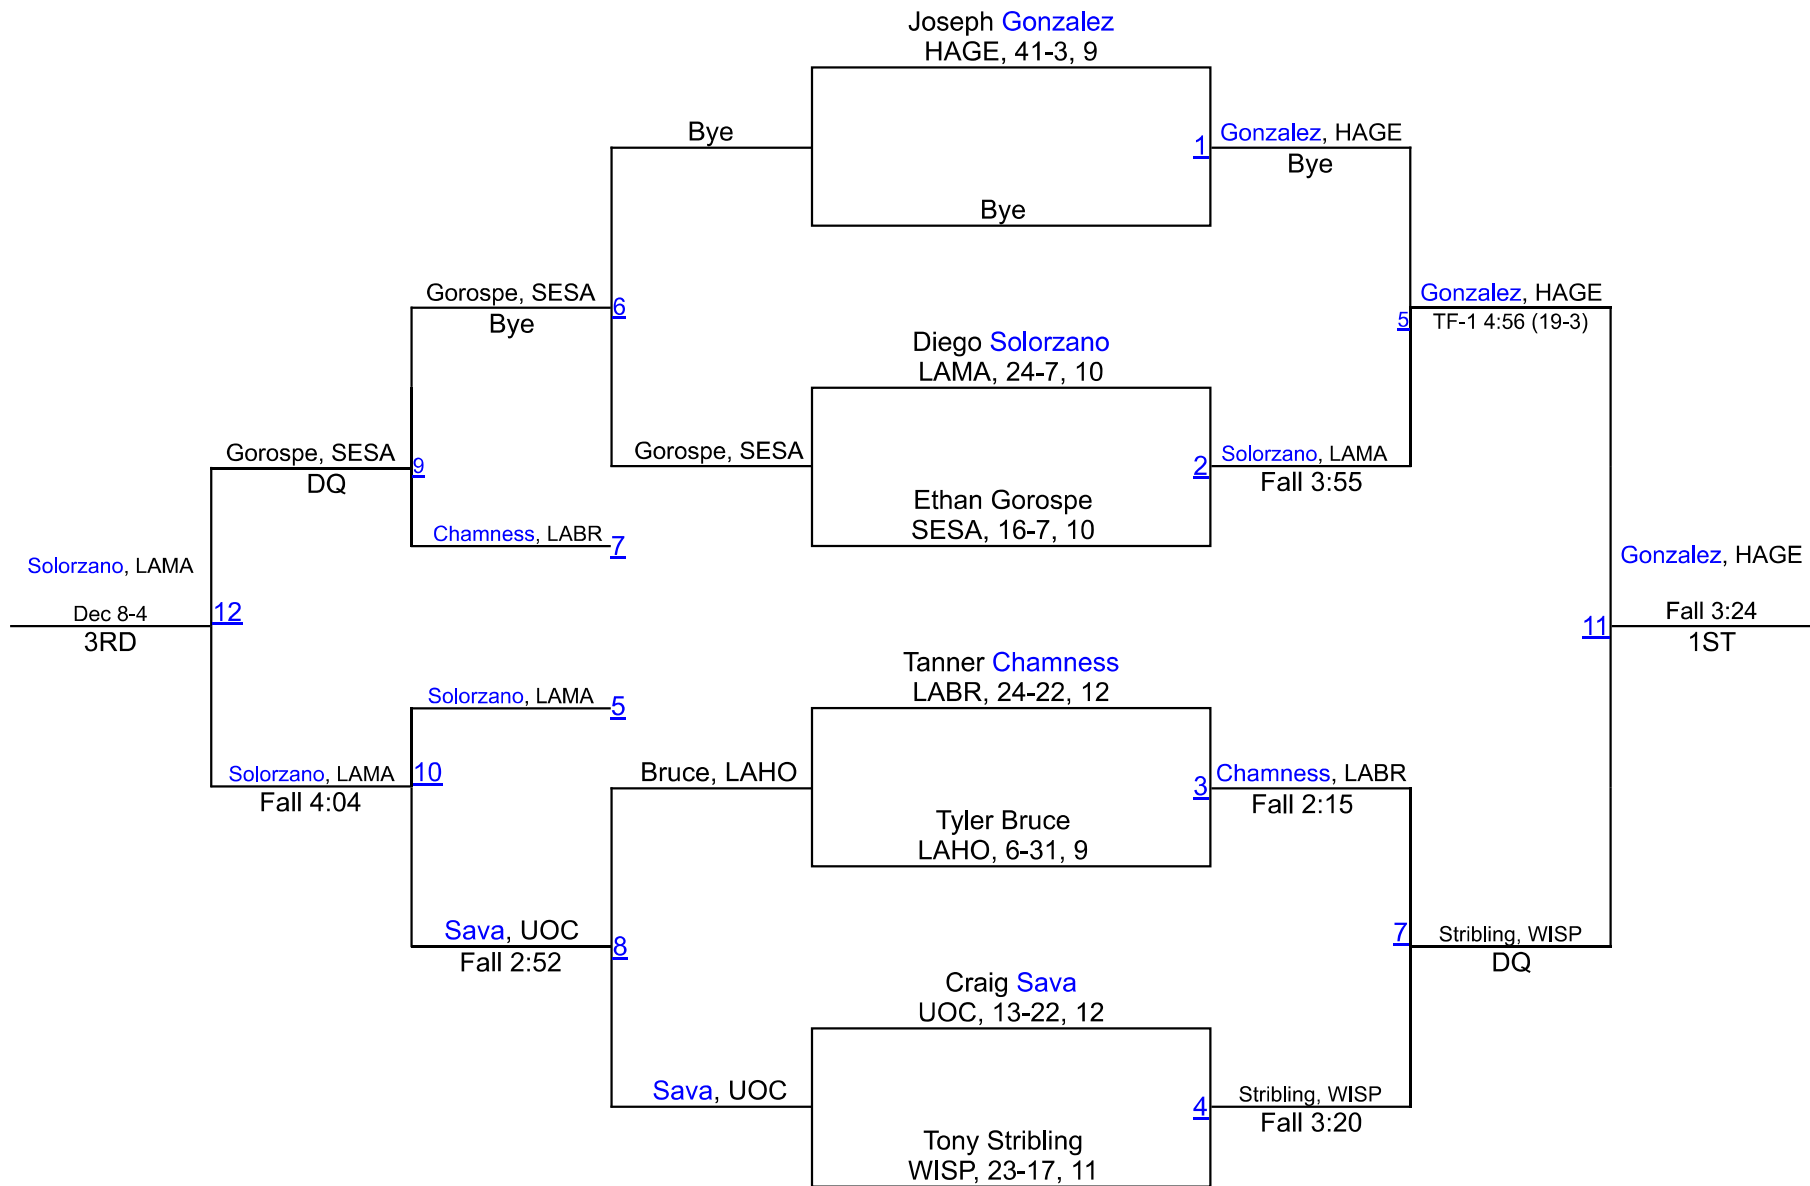 Joseph Gonzalez
HAGE, 41-3, 9
Bye
1
Gonzalez, HAGE
Bye
Bye
Gorospe, SESA
Bye
6
Gonzalez, HAGE
5
TF-1 4:56 (19-3)
Diego Solorzano
LAMA, 24-7, 10
Gorospe, SESA
DQ
9
Gorospe, SESA
2
Solorzano, LAMA
Fall 3:55
Ethan Gorospe
SESA, 16-7, 10
Chamness, LABR
7
Solorzano, LAMA
Dec 8-4
3RD
12
Gonzalez, HAGE
11
Fall 3:24
1ST
Tanner Chamness
LABR, 24-22, 12
Solorzano, LAMA
5
Solorzano, LAMA
Fall 4:04
10
Bruce, LAHO
3
Chamness, LABR
Fall 2:15
Tyler Bruce
LAHO, 6-31, 9
Sava, UOC
Fall 2:52
8
7
Stribling, WISP
DQ
Craig Sava
UOC, 13-22, 12
Sava, UOC
4
Stribling, WISP
Fall 3:20
Tony Stribling
WISP, 23-17, 11